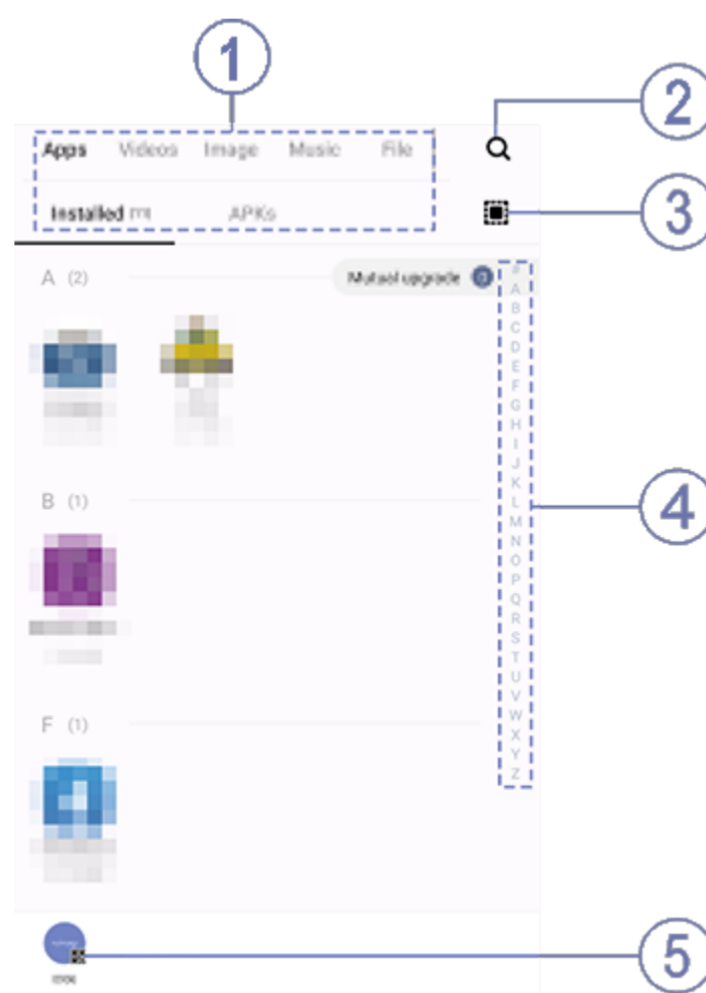 1
2
Apps Videos Image Music File
3
Installed APKs
A (2)
Mutual upgrade
#
A
B
C
D
E
F
G
H
I
J
K
L
M
N
O
P
Q
R
S
T
U
V
W
X
Y
Z
4
B (1)
F (1)
5